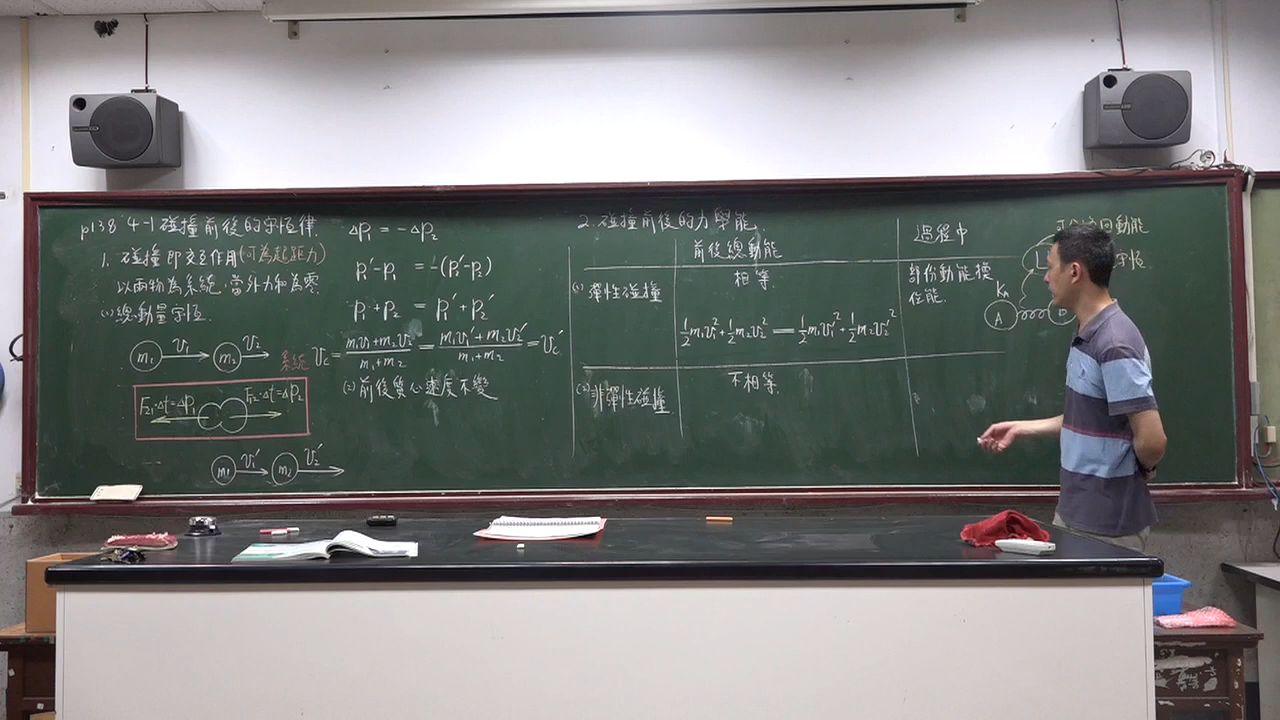 p138 4-1 碰撞前後的守恆律
1. 碰撞即交互作用(可為超距力)
以兩物為系統,當外力和為零
(1)總動量守恆
m₁ v₁ m₂ v₂
F₂₁·Δt=ΔP₁ F₁₂·Δt=ΔP₂
m₁ v₁' m₂ v₂'
ΔP₁ = -ΔP₂
P₁'-P₁ = -(P₂'-P₂)
P₁+P₂ = P₁'+P₂'
系統 v_c = (m₁v₁+m₂v₂)/(m₁+m₂) = (m₁v₁'+m₂v₂')/(m₁+m₂) = v_c'
(2)前後質心速度不變
2. 碰撞前後的力學能
前後總動能
過程中
(1)彈性碰撞
相等
½m₁v₁²+½m₂v₂²=½m₁v₁'²+½m₂v₂'²
部份動能換
位能
(2)非彈性碰撞
不相等
回動能
恆
K
A